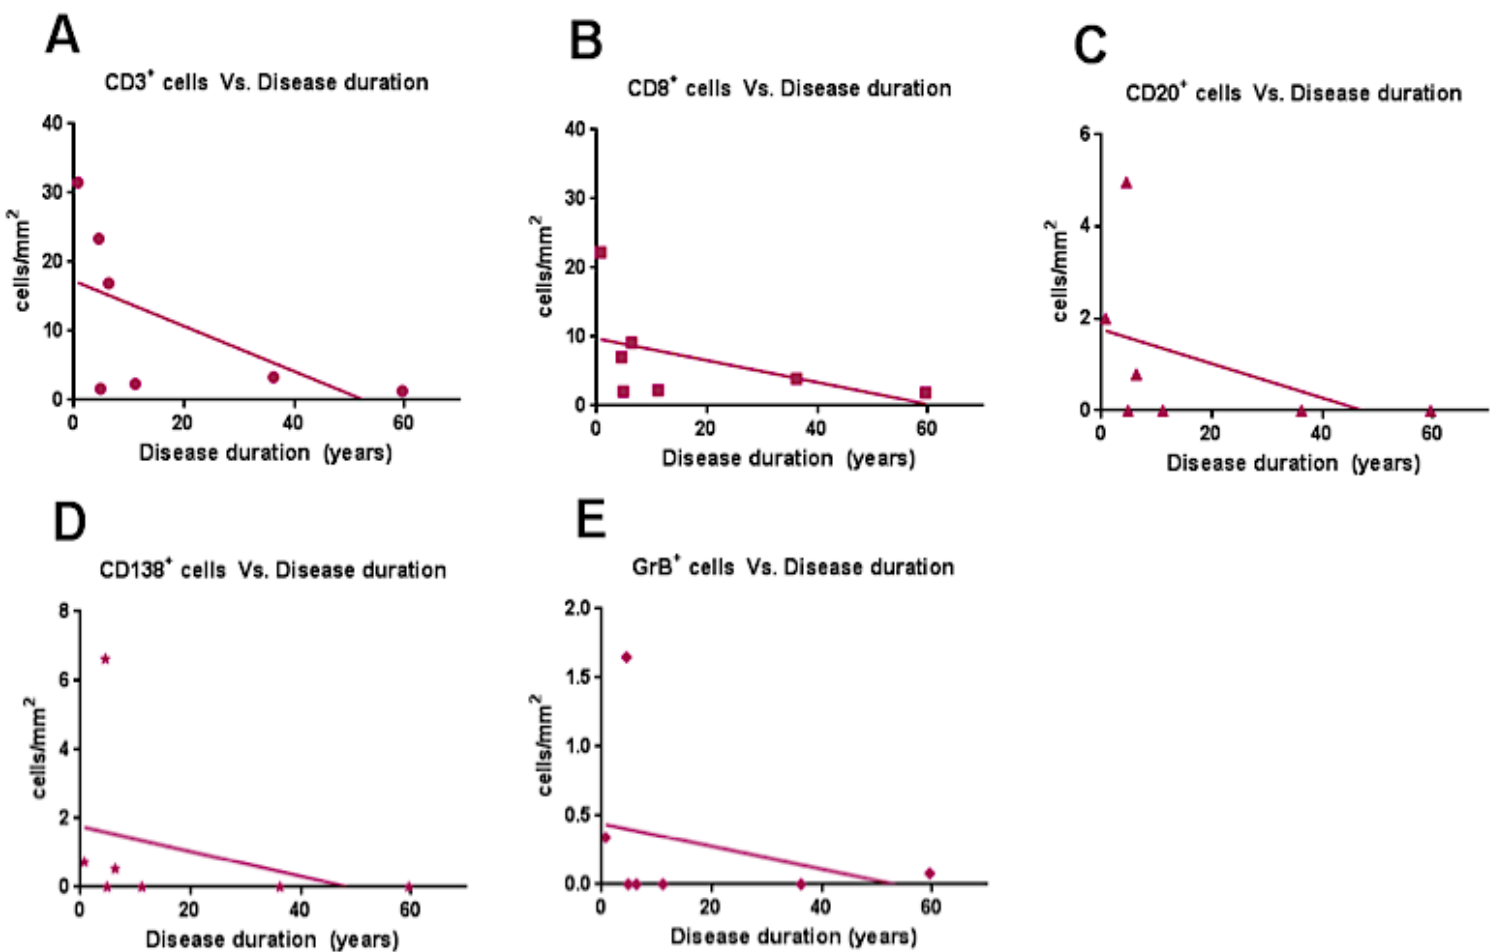 A
CD3⁺ cells Vs. Disease duration
40
30
20
10
0
cells/mm²
0 20 40 60
Disease duration (years)
B
CD8⁺ cells Vs. Disease duration
40
30
20
10
0
cells/mm²
0 20 40 60
Disease duration (years)
C
CD20⁺ cells Vs. Disease duration
6
4
2
0
cells/mm²
0 20 40 60
Disease duration (years)
D
CD138⁺ cells Vs. Disease duration
8
6
4
2
0
cells/mm²
0 20 40 60
Disease duration (years)
E
GrB⁺ cells Vs. Disease duration
2.0
1.5
1.0
0.5
0.0
cells/mm²
0 20 40 60
Disease duration (years)